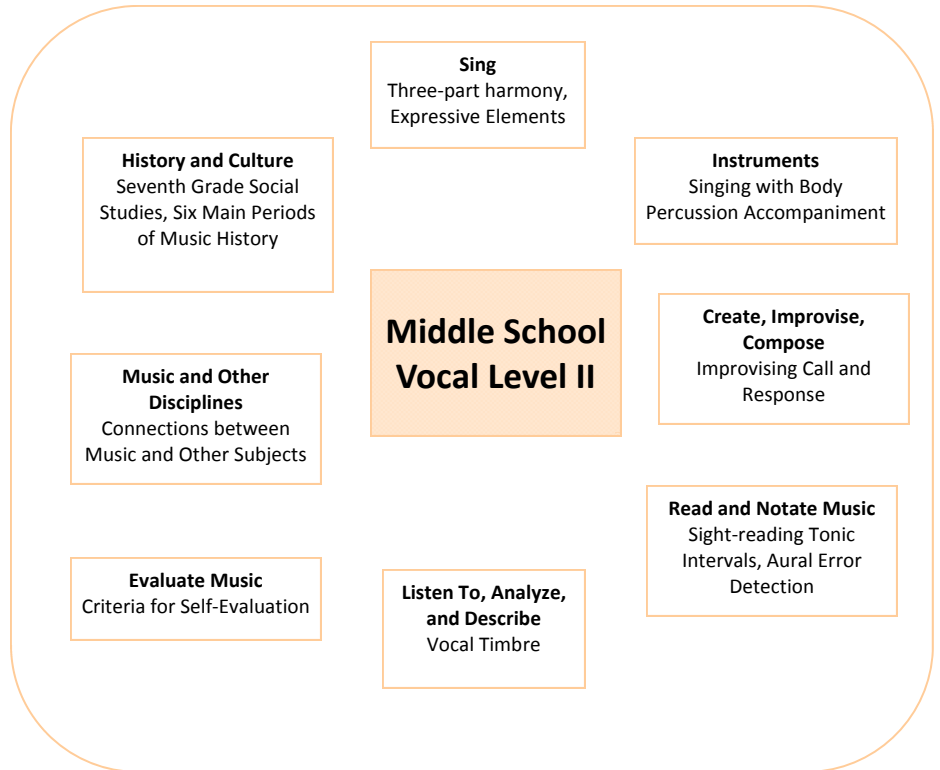 Sing
Three-part harmony,
Expressive Elements
History and Culture
Seventh Grade Social
Studies, Six Main Periods
of Music History
Instruments
Singing with Body
Percussion Accompaniment
Middle School
Vocal Level II
Create, Improvise,
Compose
Improvising Call and
Response
Music and Other
Disciplines
Connections between
Music and Other Subjects
Read and Notate Music
Sight-reading Tonic
Intervals, Aural Error
Detection
Evaluate Music
Criteria for Self-Evaluation
Listen To, Analyze,
and Describe
Vocal Timbre